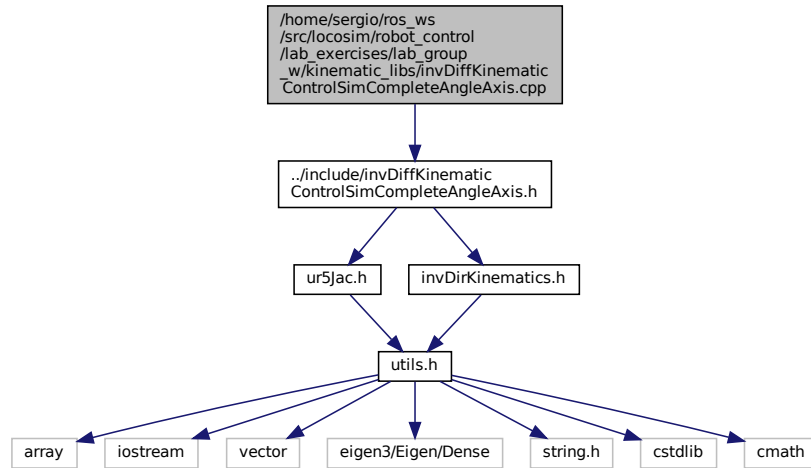 /home/sergio/ros_ws
/src/locosim/robot_control
/lab_exercises/lab_group
_w/kinematic_libs/invDiffKinematic
ControlSimCompleteAngleAxis.cpp
../include/invDiffKinematic
ControlSimCompleteAngleAxis.h
ur5Jac.h
invDirKinematics.h
utils.h
array
iostream
vector
eigen3/Eigen/Dense
string.h
cstdlib
cmath